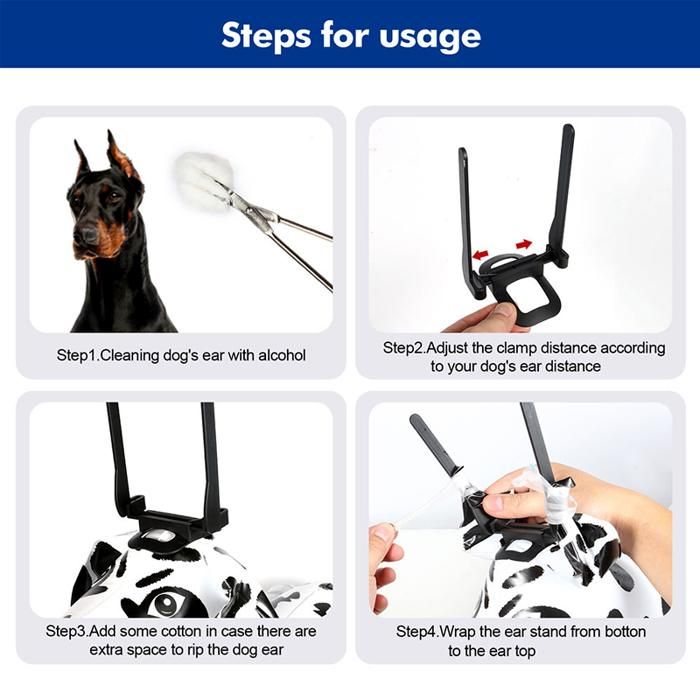 Steps for usage
Step1.Cleaning dog's ear with alcohol
Step2.Adjust the clamp distance according
to your dog's ear distance
Step3.Add some cotton in case there are
extra space to rip the dog ear
Step4.Wrap the ear stand from botton
to the ear top